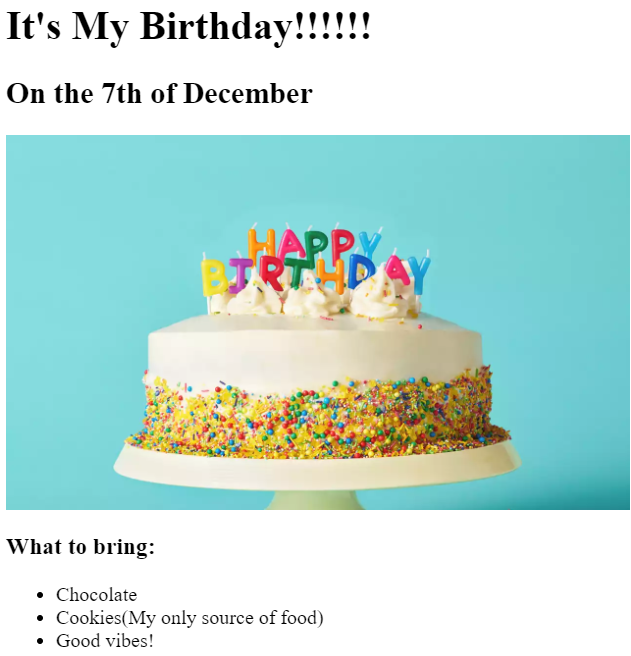 It's My Birthday!!!!!!
On the 7th of December
HAPPY
BIRTHDAY
What to bring:
Chocolate
Cookies(My only source of food)
Good vibes!